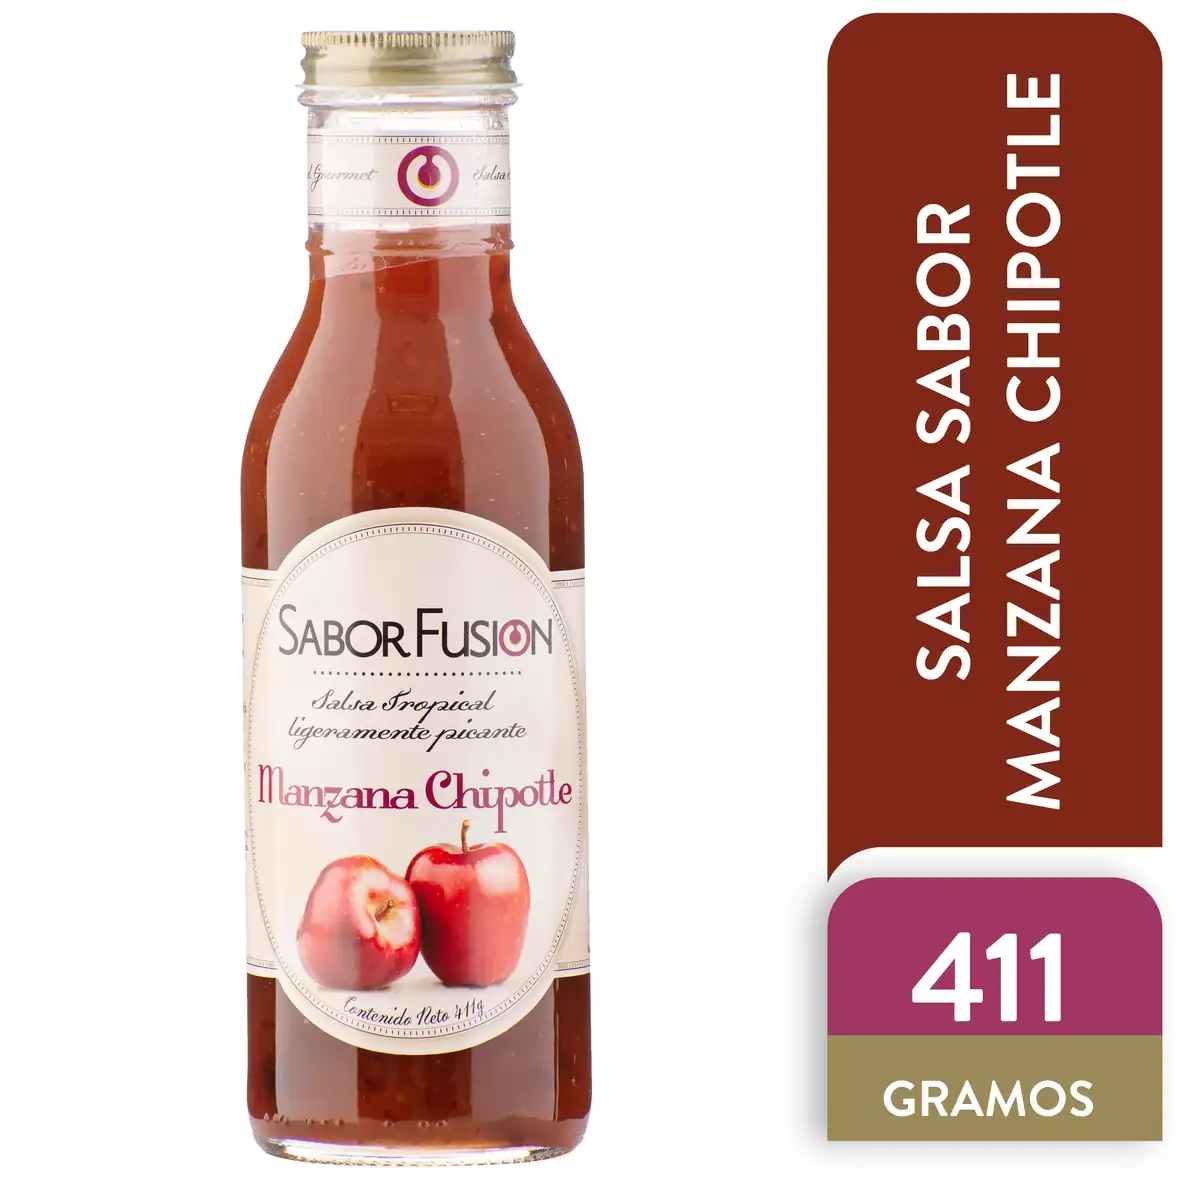 Gourmet
Salsa
SABOR FUSION
Salsa Tropical
ligeramente picante
Manzana Chipotle
Contenido Neto 411g
SALSA SABOR
MANZANA CHIPOTLE
411
GRAMOS